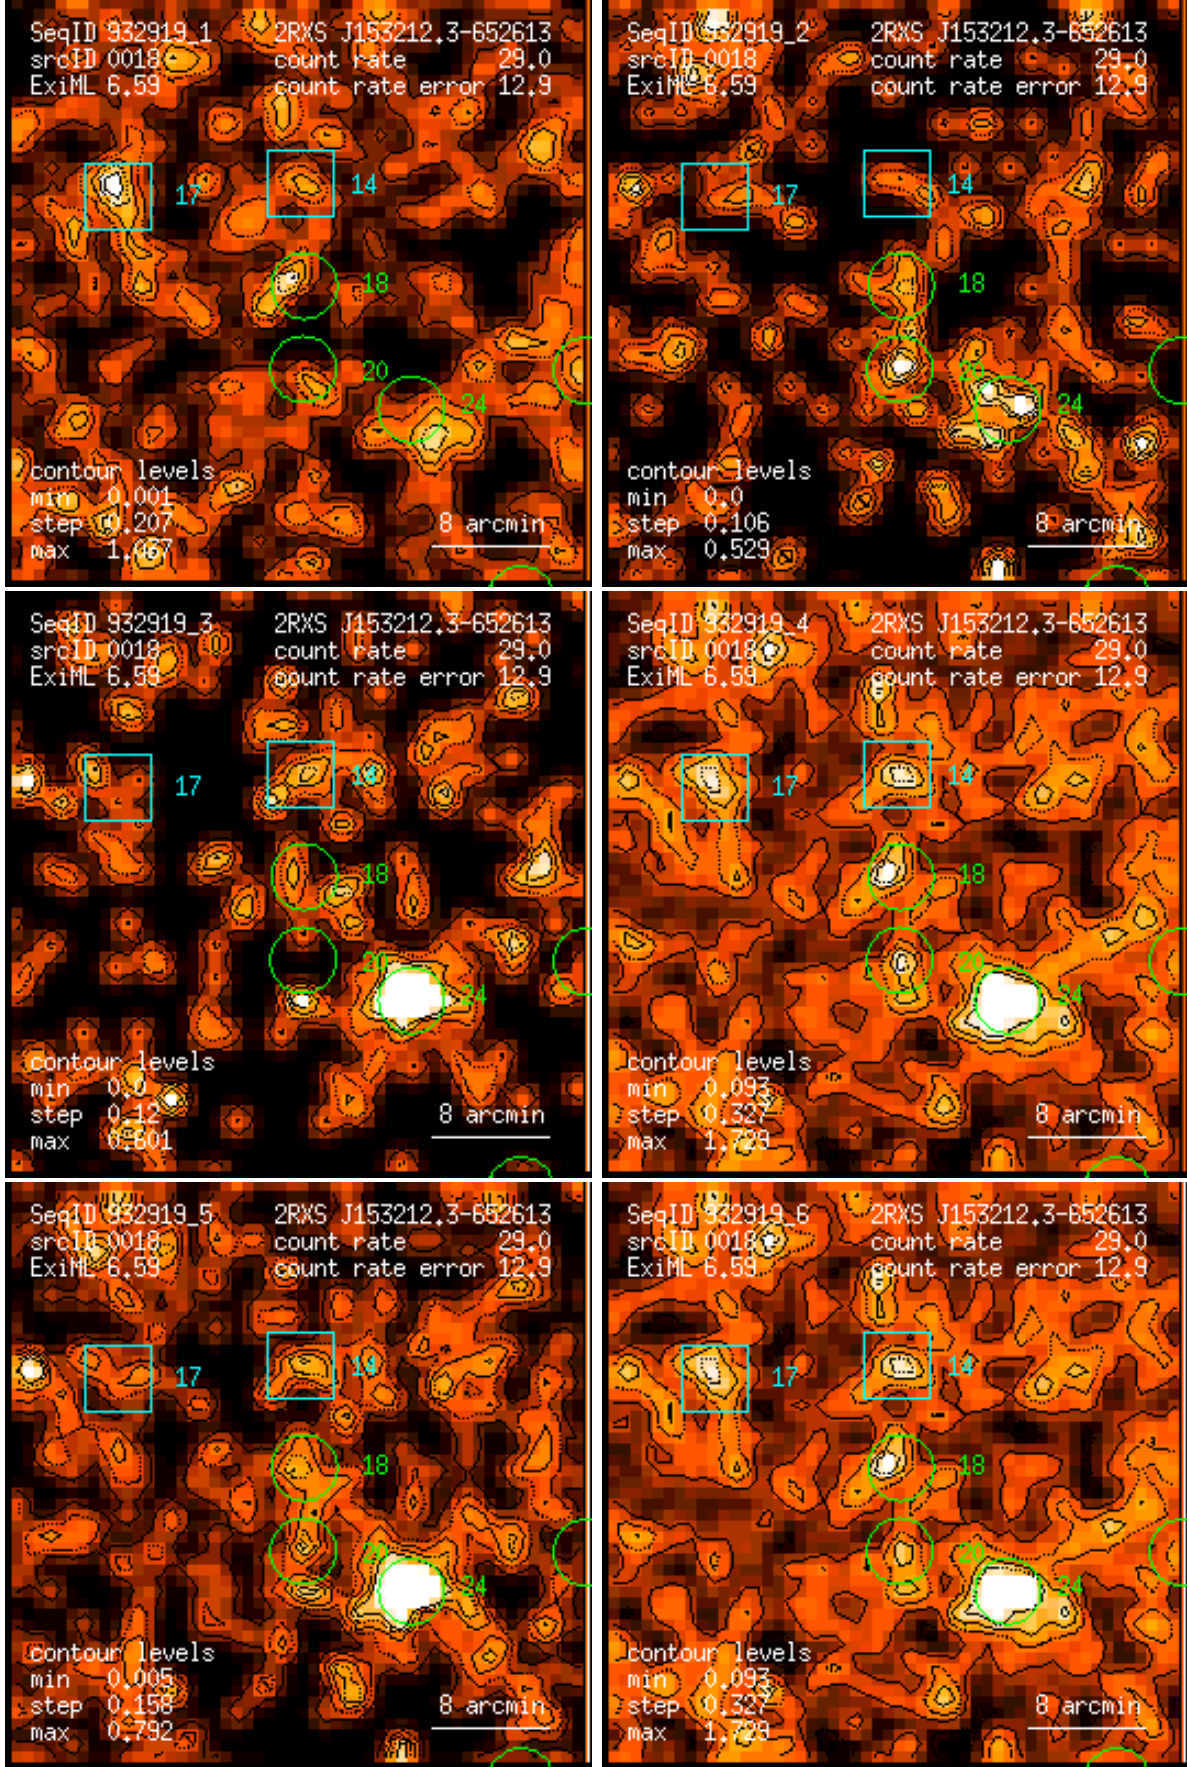 SeqID 932919_1 2RXS J153212.3-652613
srcID 0018 count rate 29.0
ExiML 6.59 count rate error 12.9
17 14
18
20
24
contour levels
min 0.001
step 0.207
max 1.037
8 arcmin
SeqID 932919_2 2RXS J153212.3-652613
srcID 0018 count rate 29.0
ExiML 6.59 count rate error 12.9
17 14
18
20
24
contour levels
min 0.0
step 0.106
max 0.529
8 arcmin
SeqID 932919_3 2RXS J153212.3-652613
srcID 0018 count rate 29.0
ExiML 6.59 count rate error 12.9
17 14
18
20
24
contour levels
min 0.0
step 0.12
max 0.601
8 arcmin
SeqID 932919_4 2RXS J153212.3-652613
srcID 0018 count rate 29.0
ExiML 6.59 count rate error 12.9
17 14
18
20
24
contour levels
min 0.093
step 0.327
max 1.729
8 arcmin
SeqID 932919_5 2RXS J153212.3-652613
srcID 0018 count rate 29.0
ExiML 6.59 count rate error 12.9
17 14
18
20
24
contour levels
min 0.005
step 0.158
max 0.792
8 arcmin
SeqID 932919_6 2RXS J153212.3-652613
srcID 0018 count rate 29.0
ExiML 6.59 count rate error 12.9
17 14
18
20
24
contour levels
min 0.093
step 0.327
max 1.729
8 arcmin